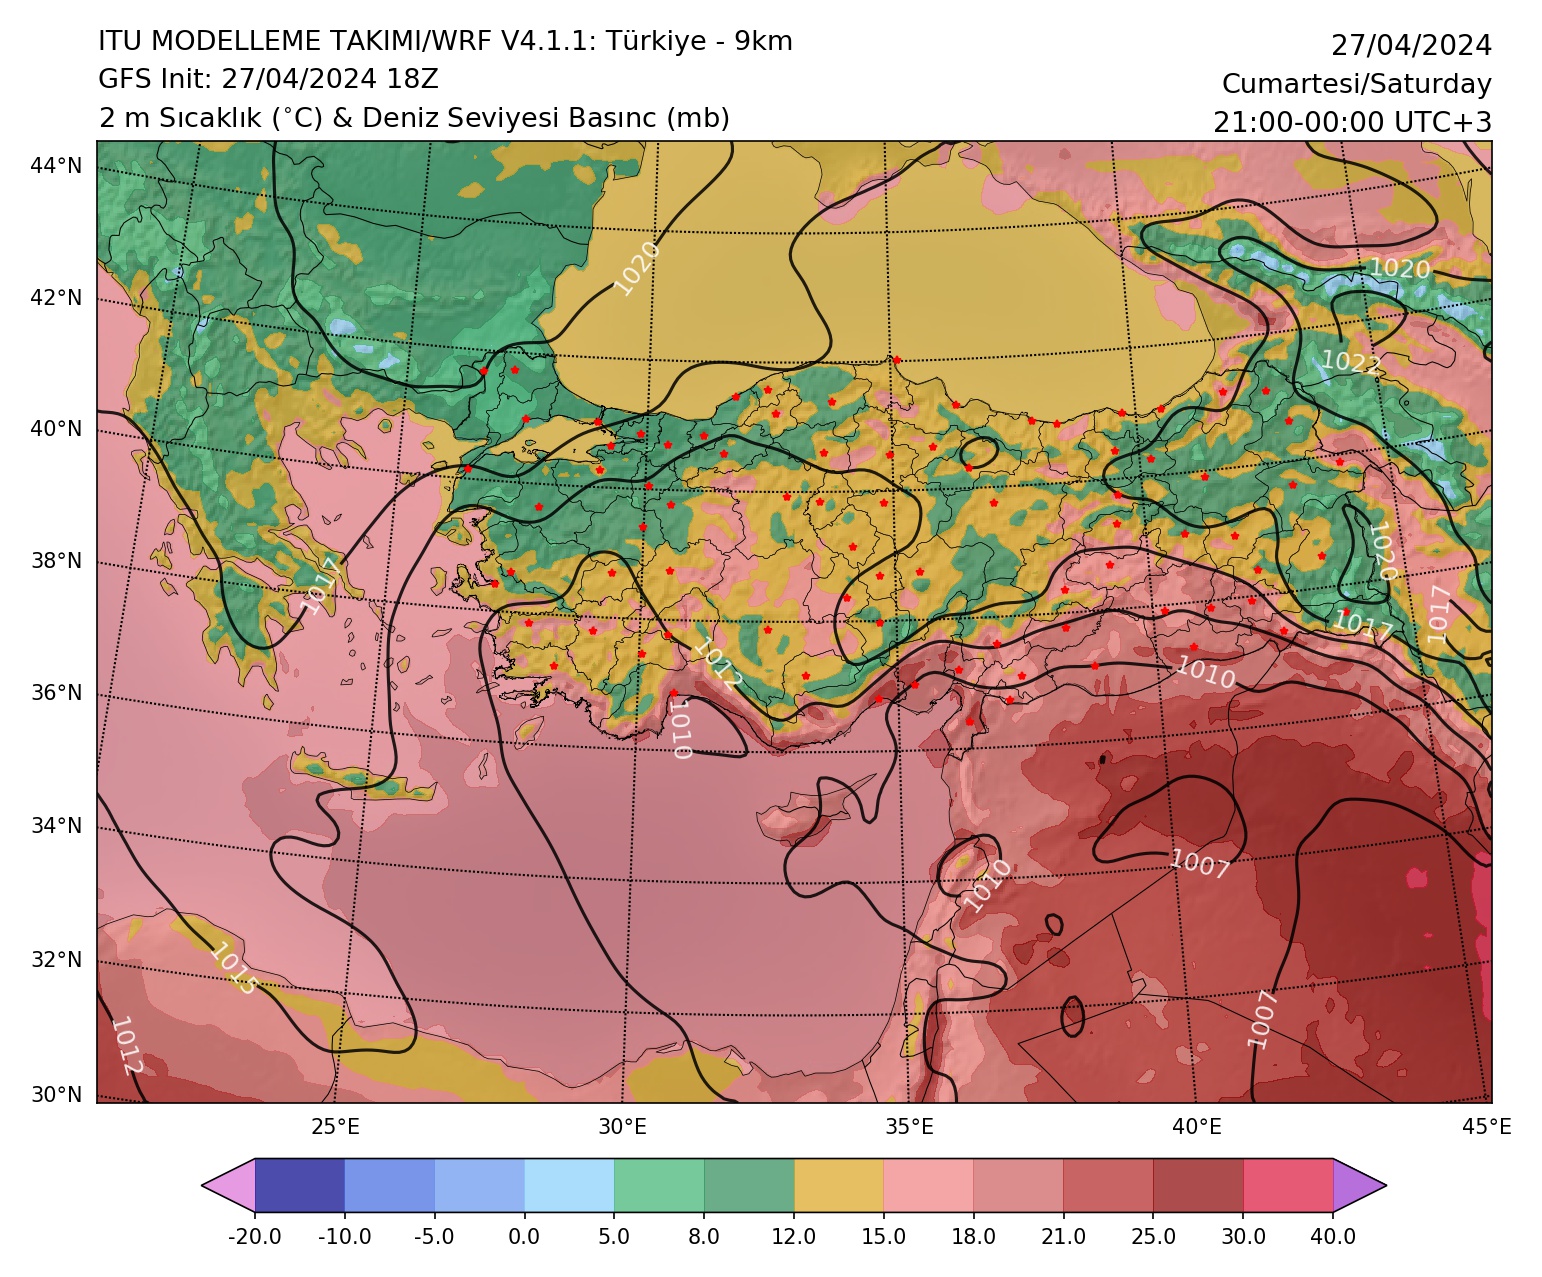 ITU MODELLEME TAKIMI/WRF V4.1.1: Türkiye - 9km
GFS Init: 27/04/2024 18Z
2 m Sıcaklık (°C) & Deniz Seviyesi Basınc (mb)
27/04/2024
Cumartesi/Saturday
21:00-00:00 UTC+3
44°N
42°N
40°N
38°N
36°N
34°N
32°N
30°N
1020
1020
1022
1017
1020
1017
1017
1012
1010
1010
1007
1010
1015
1012
1007
25°E
30°E
35°E
40°E
45°E
-20.0
-10.0
-5.0
0.0
5.0
8.0
12.0
15.0
18.0
21.0
25.0
30.0
40.0